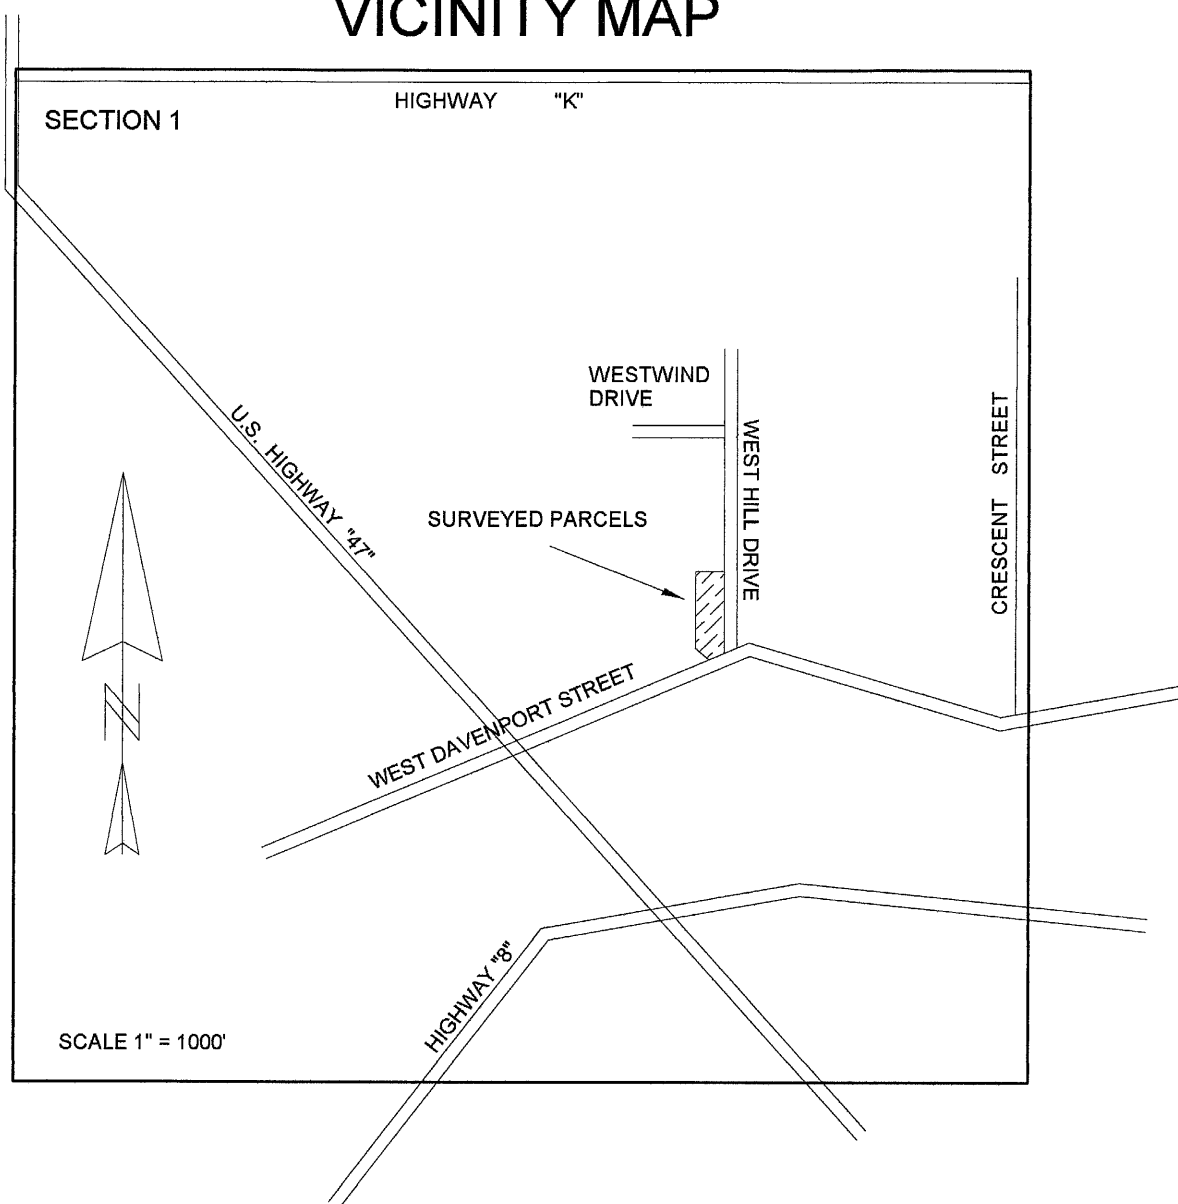 VICINITY MAP
HIGHWAY "K"
SECTION 1
WESTWIND
DRIVE
U.S. HIGHWAY "47"
WEST HILL DRIVE
CRESCENT STREET
SURVEYED PARCELS
N
WEST DAVENPORT STREET
HIGHWAY "8"
SCALE 1" = 1000'